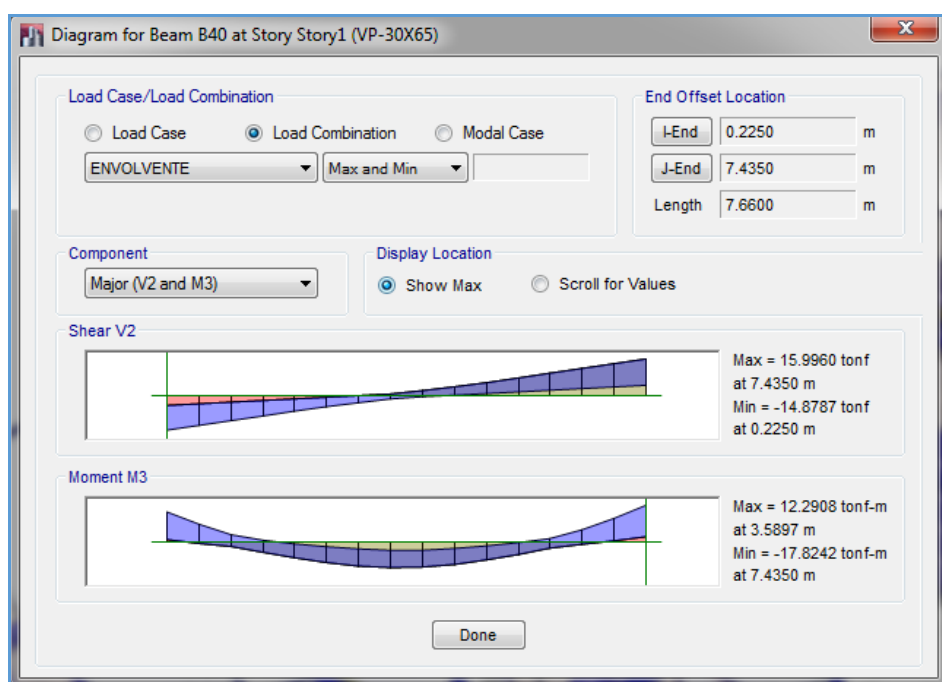 Diagram for Beam B40 at Story Story1 (VP-30X65)
X
Load Case/Load Combination
Load Case
Load Combination
Modal Case
ENVOLVENTE
Max and Min
End Offset Location
I-End
0.2250
m
J-End
7.4350
m
Length
7.6600
m
Component
Major (V2 and M3)
Display Location
Show Max
Scroll for Values
Shear V2
Max = 15.9960 tonf
at 7.4350 m
Min = -14.8787 tonf
at 0.2250 m
Moment M3
Max = 12.2908 tonf-m
at 3.5897 m
Min = -17.8242 tonf-m
at 7.4350 m
Done